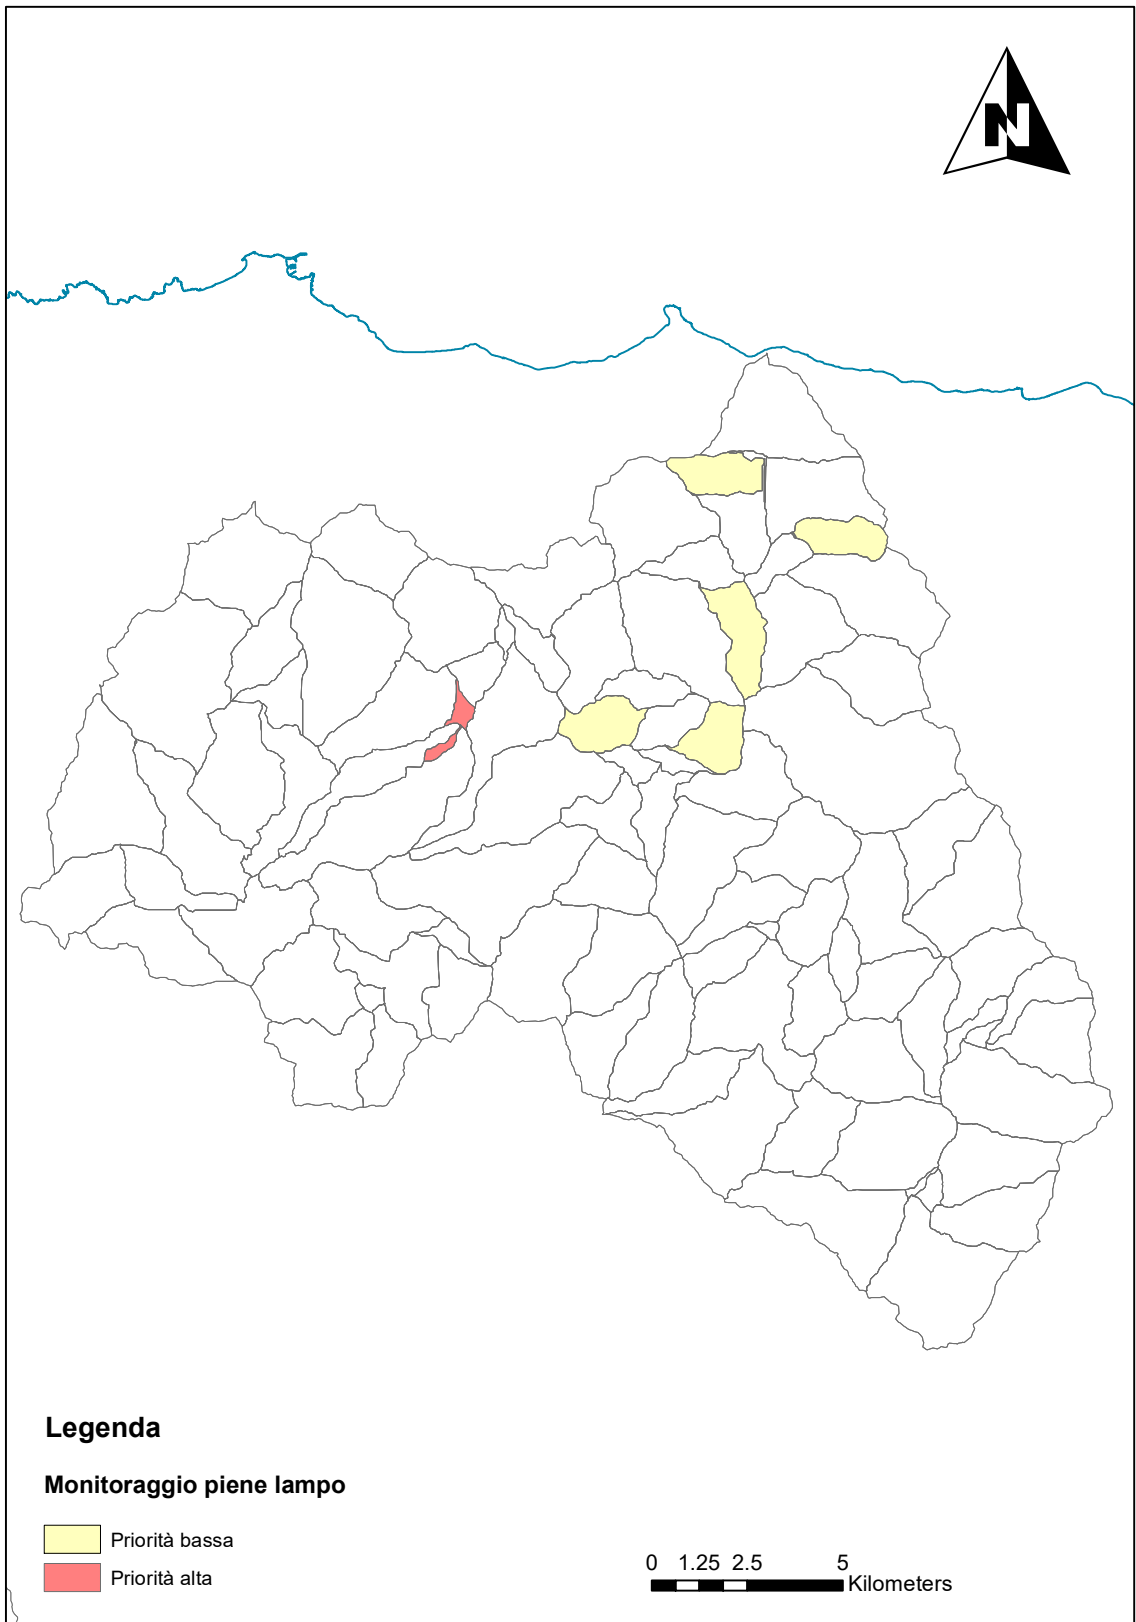 N
Legenda
Monitoraggio piene lampo
Priorità bassa
Priorità alta
0 1.25 2.5 5
Kilometers